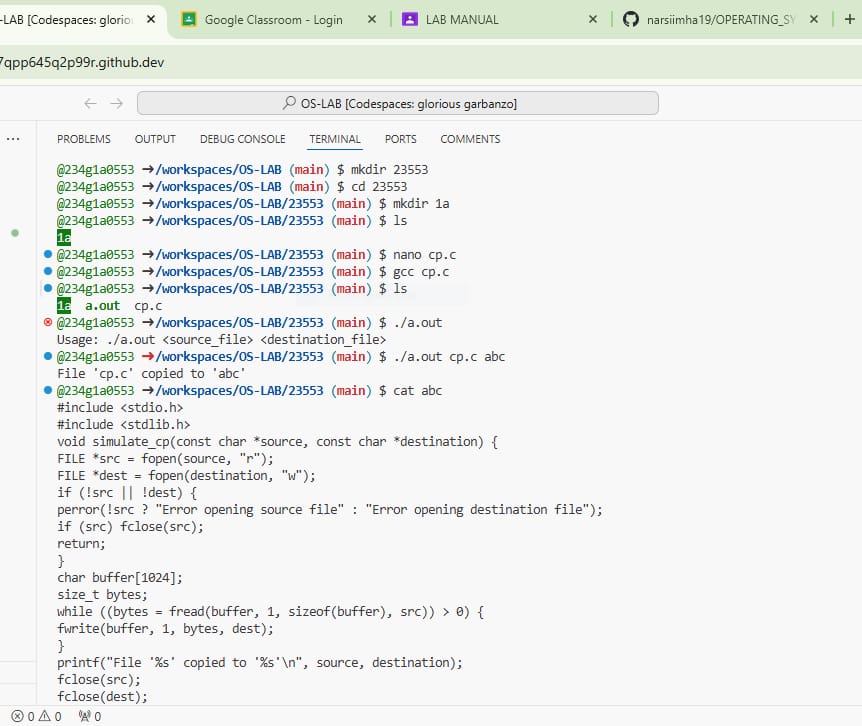 -LAB [Codespaces: glorio
Google Classroom - Login
LAB MANUAL
narsiimha19/OPERATING_SY
7qpp645q2p99r.github.dev
OS-LAB [Codespaces: glorious garbanzo]
PROBLEMS OUTPUT DEBUG CONSOLE TERMINAL PORTS COMMENTS
@234g1a0553 ➜/workspaces/OS-LAB (main) $ mkdir 23553
@234g1a0553 ➜/workspaces/OS-LAB (main) $ cd 23553
@234g1a0553 ➜/workspaces/OS-LAB/23553 (main) $ mkdir 1a
@234g1a0553 ➜/workspaces/OS-LAB/23553 (main) $ ls
1a
@234g1a0553 ➜/workspaces/OS-LAB/23553 (main) $ nano cp.c
@234g1a0553 ➜/workspaces/OS-LAB/23553 (main) $ gcc cp.c
@234g1a0553 ➜/workspaces/OS-LAB/23553 (main) $ ls
1a a.out cp.c
@234g1a0553 ➜/workspaces/OS-LAB/23553 (main) $ ./a.out
Usage: ./a.out <source_file> <destination_file>
@234g1a0553 ➜/workspaces/OS-LAB/23553 (main) $ ./a.out cp.c abc
File 'cp.c' copied to 'abc'
@234g1a0553 ➜/workspaces/OS-LAB/23553 (main) $ cat abc
#include <stdio.h>
#include <stdlib.h>
void simulate_cp(const char *source, const char *destination) {
FILE *src = fopen(source, "r");
FILE *dest = fopen(destination, "w");
if (!src || !dest) {
perror(!src ? "Error opening source file" : "Error opening destination file");
if (src) fclose(src);
return;
}
char buffer[1024];
size_t bytes;
while ((bytes = fread(buffer, 1, sizeof(buffer), src)) > 0) {
fwrite(buffer, 1, bytes, dest);
}
printf("File '%s' copied to '%s'\n", source, destination);
fclose(src);
fclose(dest);
0 0 0